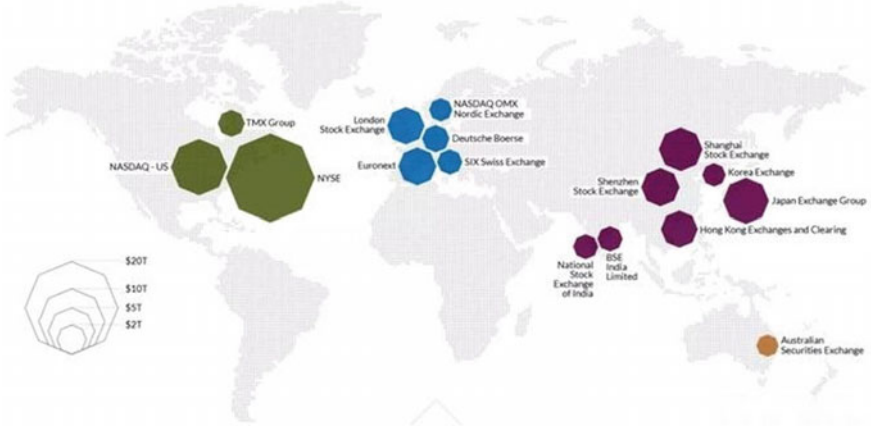 TMX Group
NASDAQ - US
NYSE
London
Stock Exchange
NASDAQ OMX
Nordic Exchange
Deutsche Boerse
Euronext
SIX Swiss Exchange
Shanghai
Stock Exchange
Korea Exchange
Shenzhen
Stock Exchange
Japan Exchange Group
Hong Kong Exchanges and Clearing
National
Stock
Exchange
of India
BSE
India
Limited
Australian
Securities Exchange
$20T
$10T
$5T
$2T